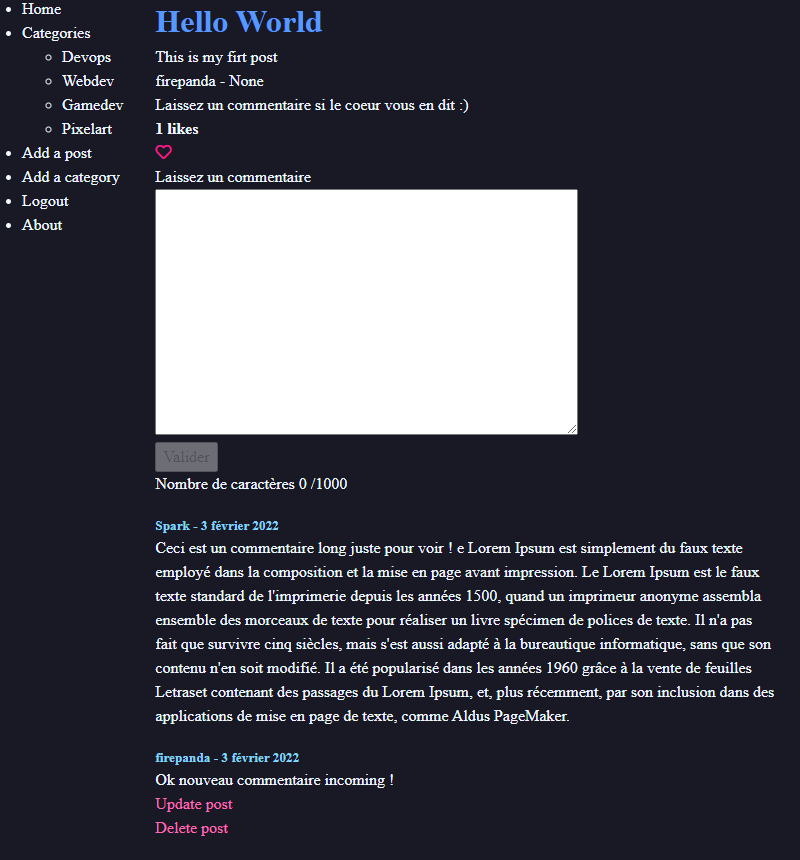 Home
Categories
Devops
Webdev
Gamedev
Pixelart
Add a post
Add a category
Logout
About
Hello World
This is my firt post
firepanda - None
Laissez un commentaire si le coeur vous en dit :)
1 likes
Laissez un commentaire
Valider
Nombre de caractères 0 /1000
Spark - 3 février 2022
Ceci est un commentaire long juste pour voir ! e Lorem Ipsum est simplement du faux texte
employé dans la composition et la mise en page avant impression. Le Lorem Ipsum est le faux
texte standard de l'imprimerie depuis les années 1500, quand un imprimeur anonyme assembla
ensemble des morceaux de texte pour réaliser un livre spécimen de polices de texte. Il n'a pas
fait que survivre cinq siècles, mais s'est aussi adapté à la bureautique informatique, sans que son
contenu n'en soit modifié. Il a été popularisé dans les années 1960 grâce à la vente de feuilles
Letraset contenant des passages du Lorem Ipsum, et, plus récemment, par son inclusion dans des
applications de mise en page de texte, comme Aldus PageMaker.
firepanda - 3 février 2022
Ok nouveau commentaire incoming !
Update post
Delete post